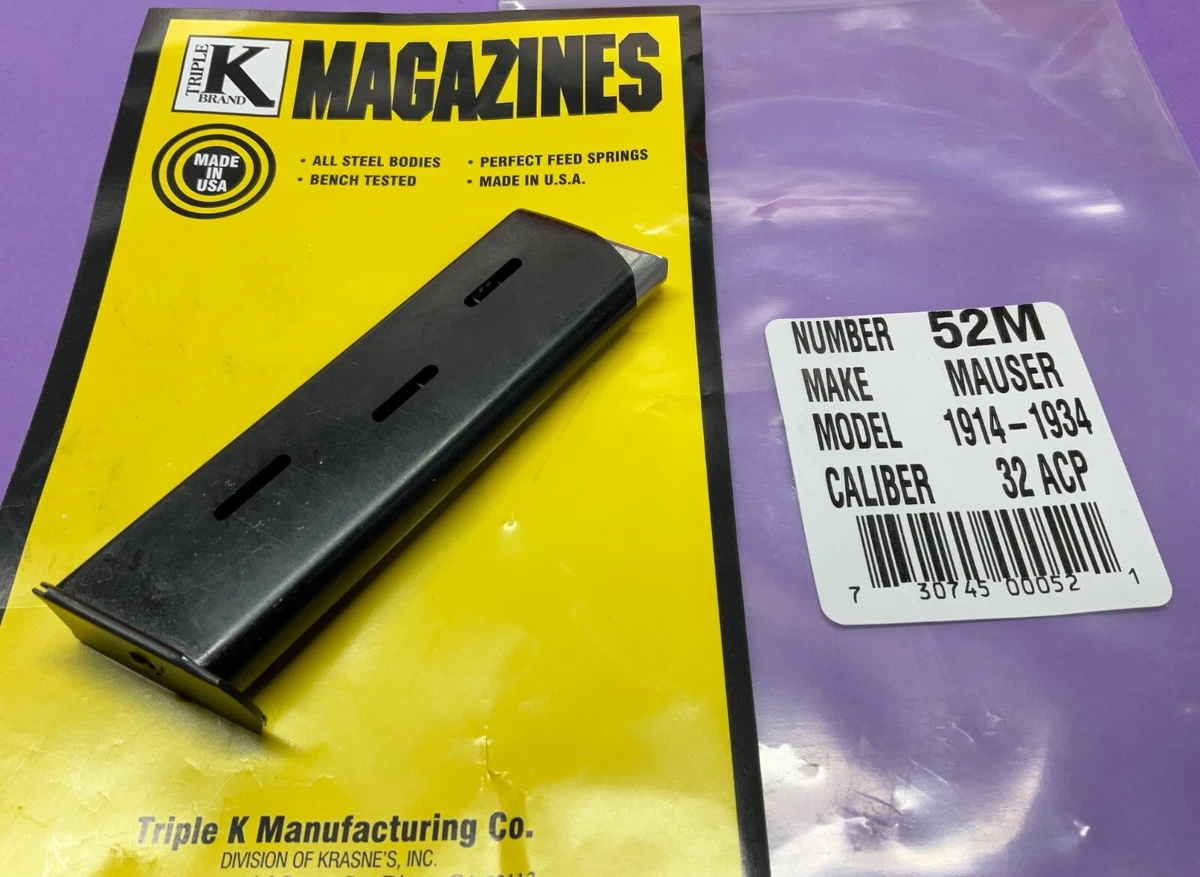 TRIPLE
K
BRAND
MAGAZINES
MADE
IN
USA
• ALL STEEL BODIES
• PERFECT FEED SPRINGS
• BENCH TESTED
• MADE IN U.S.A.
NUMBER 52M
MAKE MAUSER
MODEL 1914-1934
CALIBER 32 ACP
7 30745 00052 1
Triple K Manufacturing Co.
DIVISION OF KRASNE'S, INC.